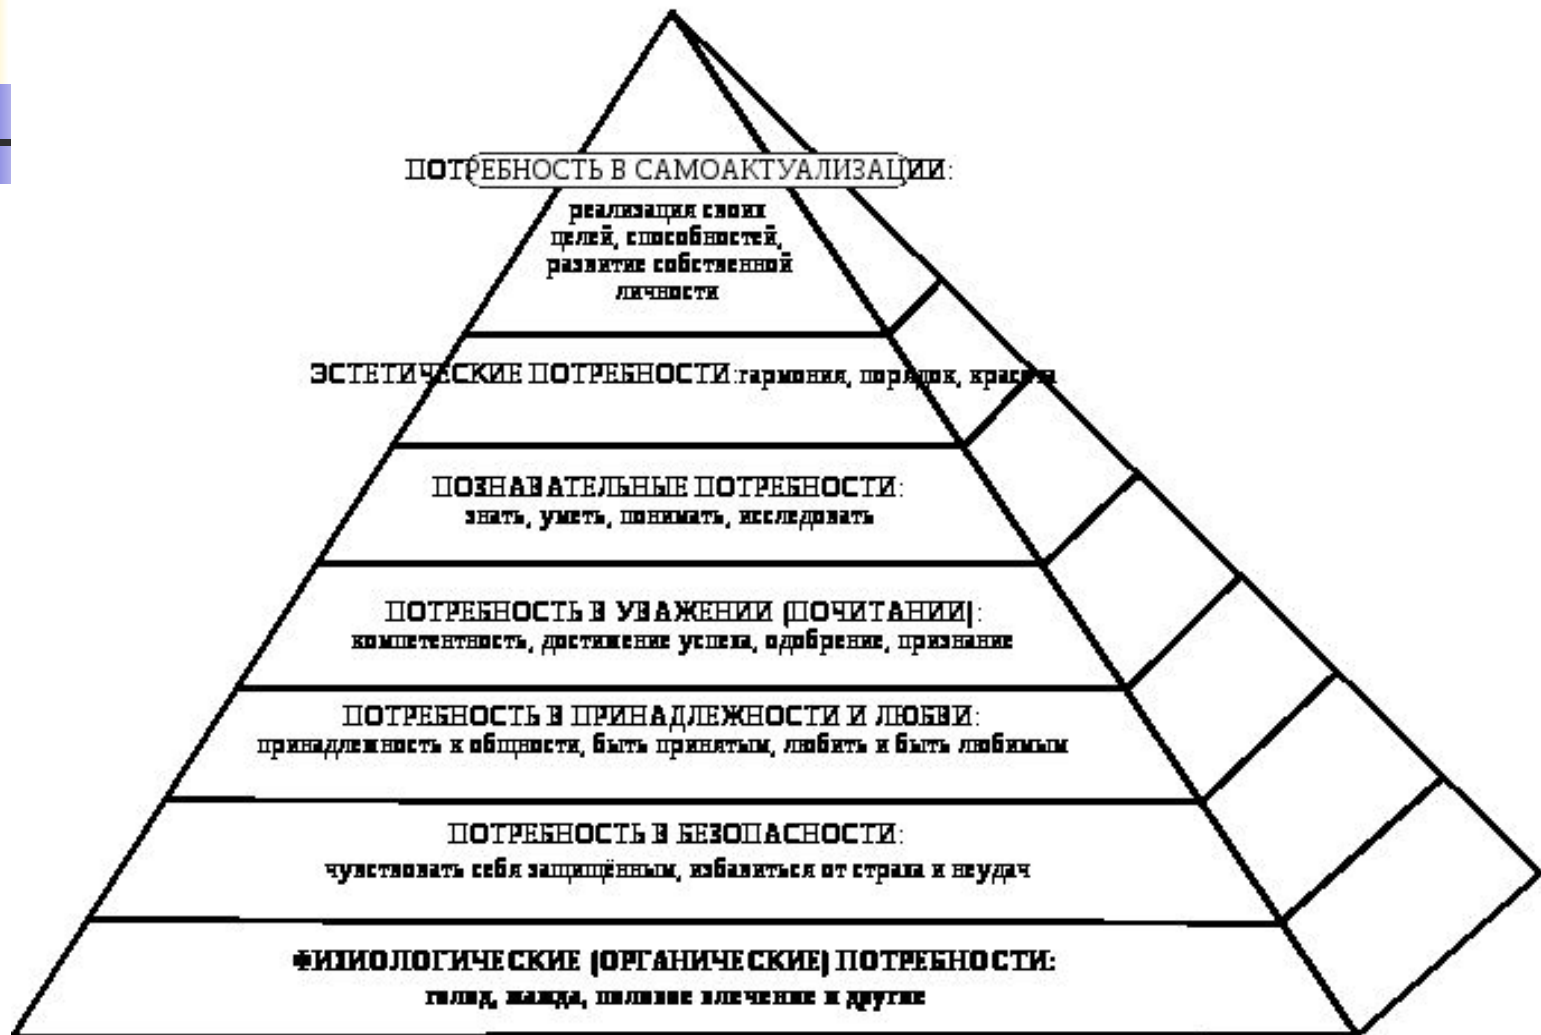 ПОТРЕБНОСТЬ В САМОАКТУАЛИЗАЦИИ:
реализация своих
целей, способностей,
развитие собственной
личности
ЭСТЕТИЧЕСКИЕ ПОТРЕБНОСТИ:гармония, порядок, красота
ПОЗНАВАТЕЛЬНЫЕ ПОТРЕБНОСТИ:
знать, уметь, понимать, исследовать
ПОТРЕБНОСТЬ В УВАЖЕНИИ (ПОЧИТАНИИ):
компетентность, достижение успеха, одобрение, признание
ПОТРЕБНОСТЬ В ПРИНАДЛЕЖНОСТИ И ЛЮБВИ:
принадлежность к общности, быть принятым, любить и быть любимым
ПОТРЕБНОСТЬ В БЕЗОПАСНОСТИ:
чувствовать себя защищённым, избавиться от страха и неудач
ФИЗИОЛОГИЧЕСКИЕ (ОРГАНИЧЕСКИЕ) ПОТРЕБНОСТИ:
голод, жажда, половое влечение и другие